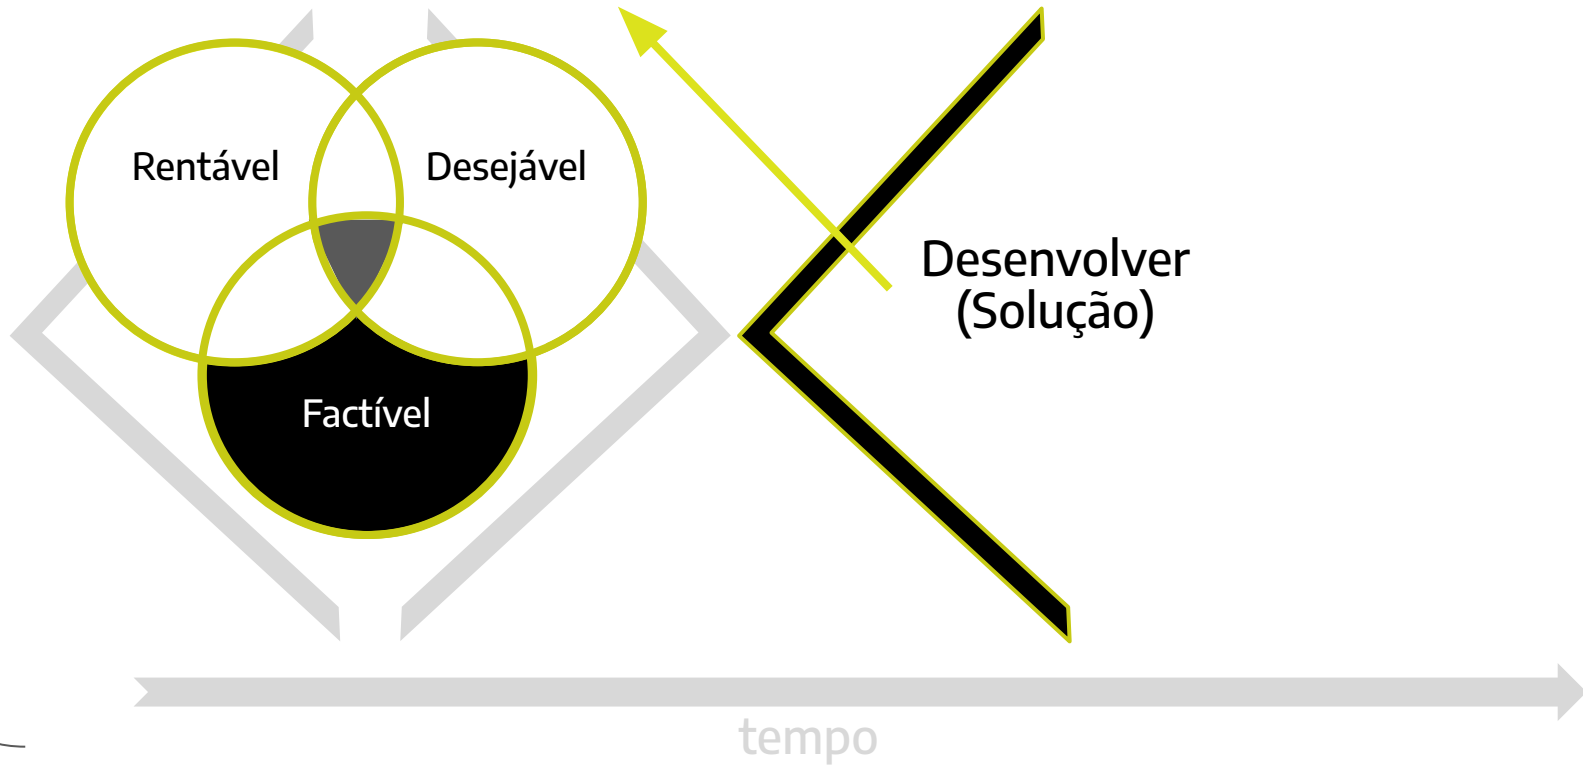 Rentável
Desejável
Desenvolver
(Solução)
Factível
tempo